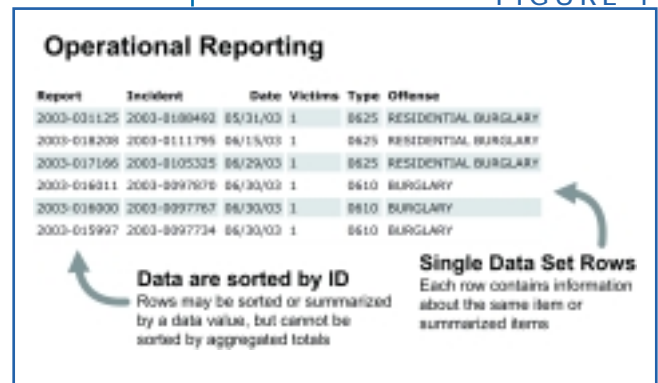 FIGURE 1
Operational Reporting
Report Incident Date Victims Type Offense
2003-031125 2003-0188492 05/31/03 1 0625 RESIDENTIAL BURGLARY
2003-018208 2003-0111795 06/15/03 1 0625 RESIDENTIAL BURGLARY
2003-017166 2003-0105325 06/29/03 1 0625 RESIDENTIAL BURGLARY
2003-016011 2003-0097870 06/30/03 1 0610 BURGLARY
2003-016000 2003-0097767 06/30/03 1 0610 BURGLARY
2003-015997 2003-0097734 06/30/03 1 0610 BURGLARY
Data are sorted by ID
Rows may be sorted or summarized
by a data value, but cannot be
sorted by aggregated totals
Single Data Set Rows
Each row contains information
about the same item or
summarized items